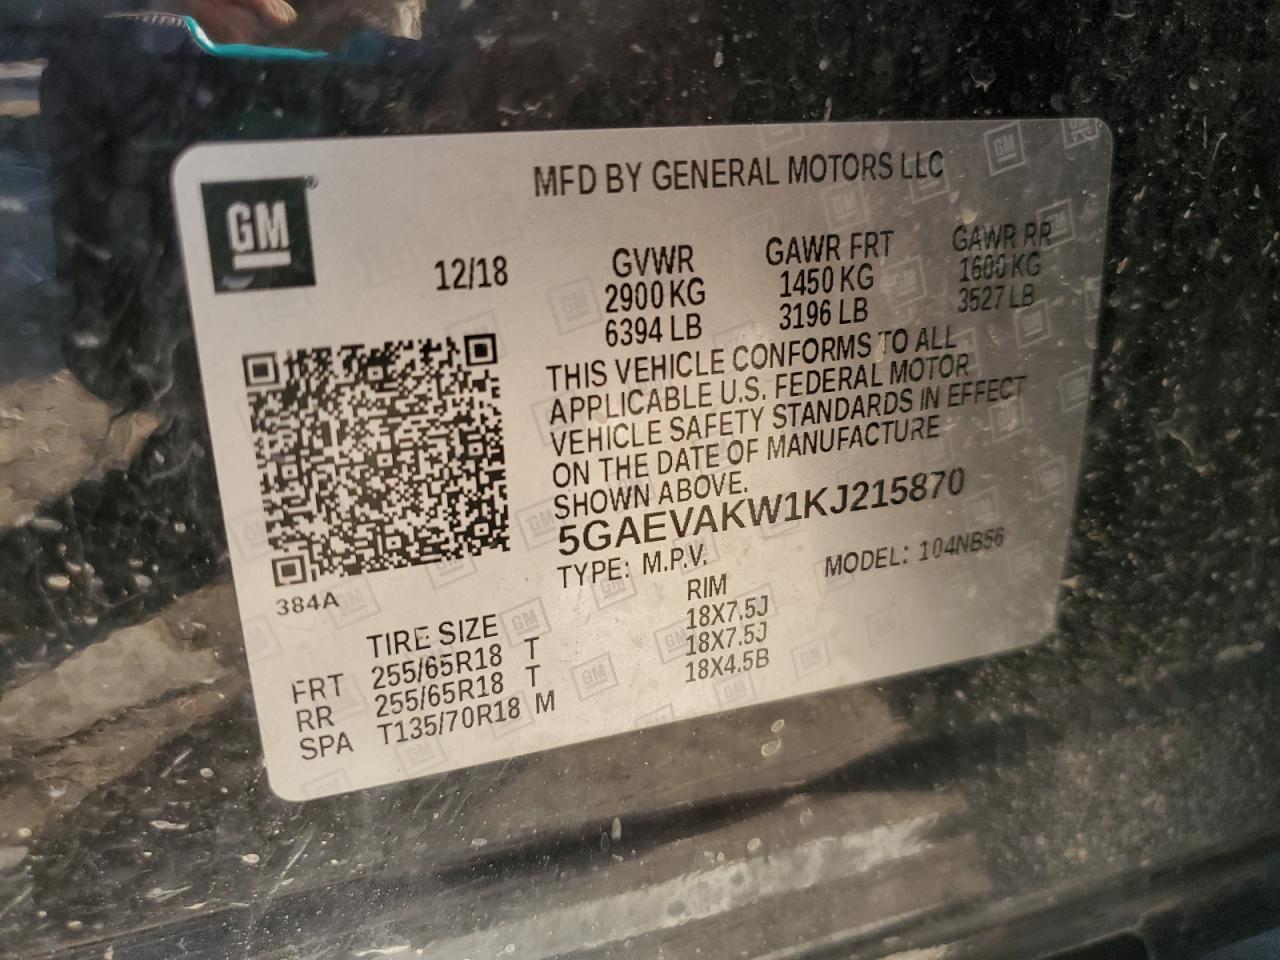 MFD BY GENERAL MOTORS LLC
GM ®
12/18
GVWR GAWR FRT GAWR RR
2900 KG 1450 KG 1600 KG
6394 LB 3196 LB 3527 LB
THIS VEHICLE CONFORMS TO ALL
APPLICABLE U.S. FEDERAL MOTOR
VEHICLE SAFETY STANDARDS IN EFFECT
ON THE DATE OF MANUFACTURE
SHOWN ABOVE.
5GAEVAKW1KJ215870
TYPE: M.P.V. MODEL: 104NB56
384A
TIRE SIZE RIM
FRT 255/65R18 T 18X7.5J
RR 255/65R18 T 18X7.5J
SPA T135/70R18 M 18X4.5B